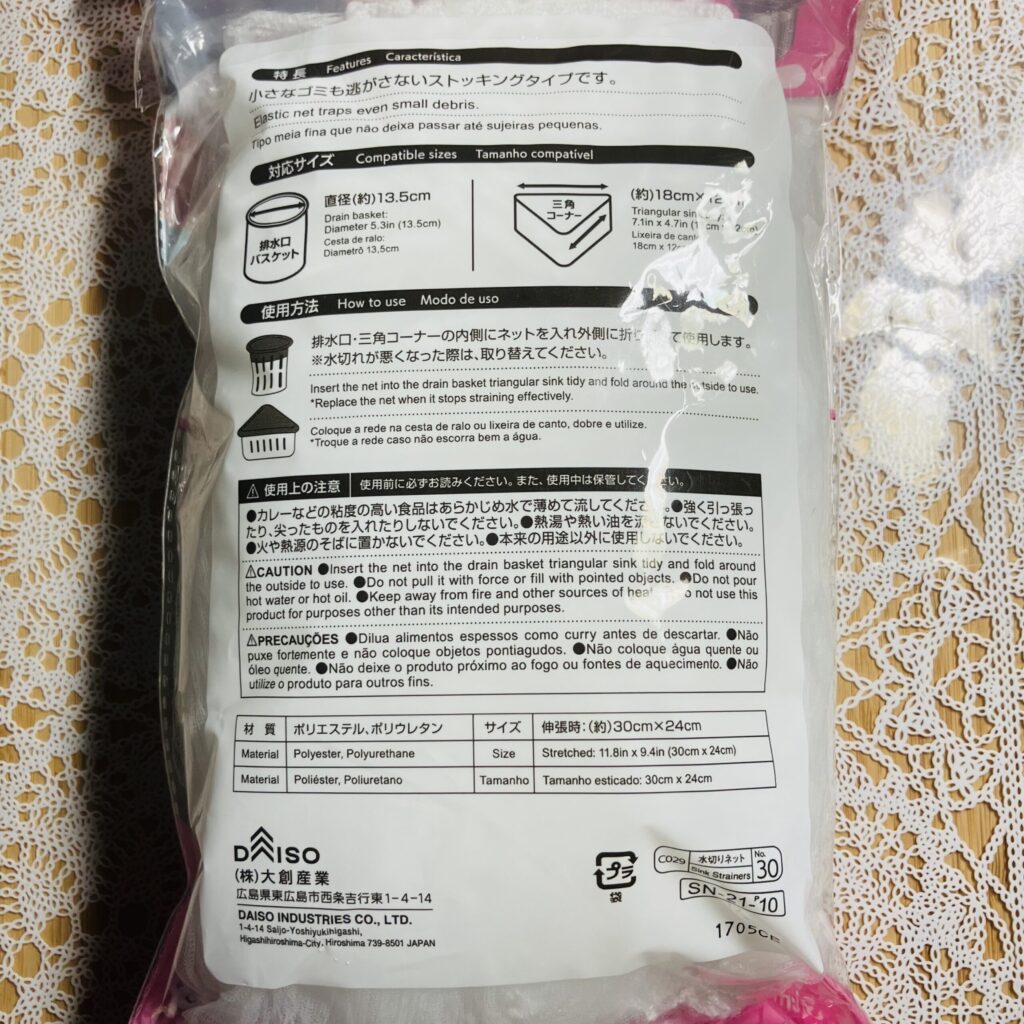 特長 Features Característica
小さなゴミも逃がさないストッキングタイプです。
Elastic net traps even small debris.
Tipo meia fina que não deixa passar até sujeiras pequenas.
対応サイズ Compatible sizes Tamanho compatível
排水口
バスケット
直径(約)13.5cm
Drain basket:
Diameter 5.3in (13.5cm)
Cesta de ralo:
Diametrô 13,5cm
三角
コーナー
(約)18cm×
Triangular
7.1in x 4.7in
Lixeira de canto
18cm x
使用方法 How to use Modo de uso
排水口・三角コーナーの内側にネットを入れ外側に折 て使用します。
※水切れが悪くなった際は、取り替えてください。
Insert the net into the drain basket triangular sink tidy and fold around the outside to use.
*Replace the net when it stops straining effectively.
Coloque a rede na cesta de ralo ou lixeira de canto, dobre e utilize.
*Troque a rede caso não escorra bem a água.
⚠使用上の注意 使用前に必ずお読みください。また、使用中は保管してください。
●カレーなどの粘度の高い食品はあらかじめ水で薄めて流してください。●強く引っ張っ
たり、尖ったものを入れたりしないでください。●熱湯や熱い油を流さないでください。
●火や熱源のそばに置かないでください。●本来の用途以外に使用しないでください。
⚠CAUTION ●Insert the net into the drain basket triangular sink tidy and fold around
the outside to use. ●Do not pull it with force or fill with pointed objects. ●Do not pour
hot water or hot oil. ●Keep away from fire and other sources of heat. ●Do not use this
product for purposes other than its intended purposes.
⚠PRECAUÇÕES ●Dilua alimentos espessos como curry antes de descartar. ●Não
puxe fortemente e não coloque objetos pontiagudos. ●Não coloque água quente ou
óleo quente. ●Não deixe o produto próximo ao fogo ou fontes de aquecimento. ●Não
utilize o produto para outros fins.
材質 ポリエステル、ポリウレタン サイズ 伸張時:(約)30cm×24cm
Material Polyester, Polyurethane Size Stretched: 11.8in x 9.4in (30cm x 24cm)
Material Poliéster, Poliuretano Tamanho Tamanho esticado: 30cm x 24cm
DAISO
(株)大創産業
広島県東広島市西条吉行東1-4-14
DAISO INDUSTRIES CO., LTD.
1-4-14 Saijo-Yoshiyukihigashi,
Higashihiroshima-City, Hiroshima 739-8501 JAPAN
プラ
袋
C029 水切りネット No.
Sink Strainers 30
SN-21-P10
1705CE